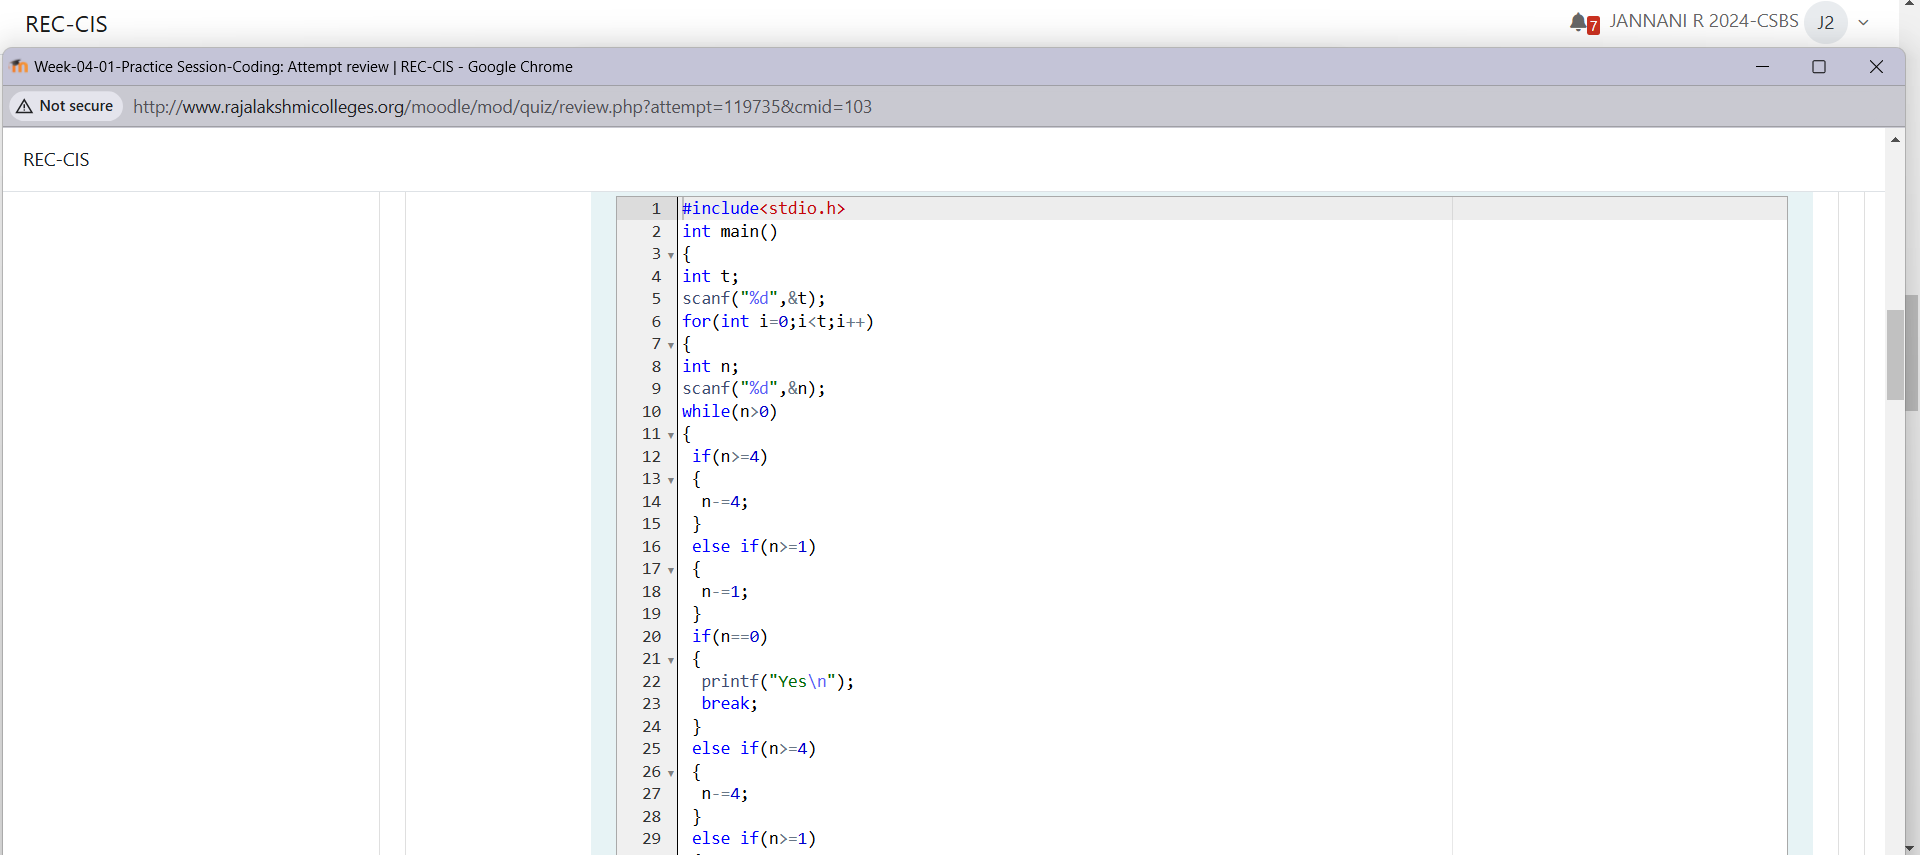 REC-CIS
7 JANNANI R 2024-CSBS J2
Week-04-01-Practice Session-Coding: Attempt review | REC-CIS - Google Chrome
Not secure http://www.rajalakshmicolleges.org/moodle/mod/quiz/review.php?attempt=119735&cmid=103
REC-CIS
1 #include<stdio.h>
2 int main()
3 {
4 int t;
5 scanf("%d",&t);
6 for(int i=0;i<t;i++)
7 {
8 int n;
9 scanf("%d",&n);
10 while(n>0)
11 {
12 if(n>=4)
13 {
14 n-=4;
15 }
16 else if(n>=1)
17 {
18 n-=1;
19 }
20 if(n==0)
21 {
22 printf("Yes\n");
23 break;
24 }
25 else if(n>=4)
26 {
27 n-=4;
28 }
29 else if(n>=1)